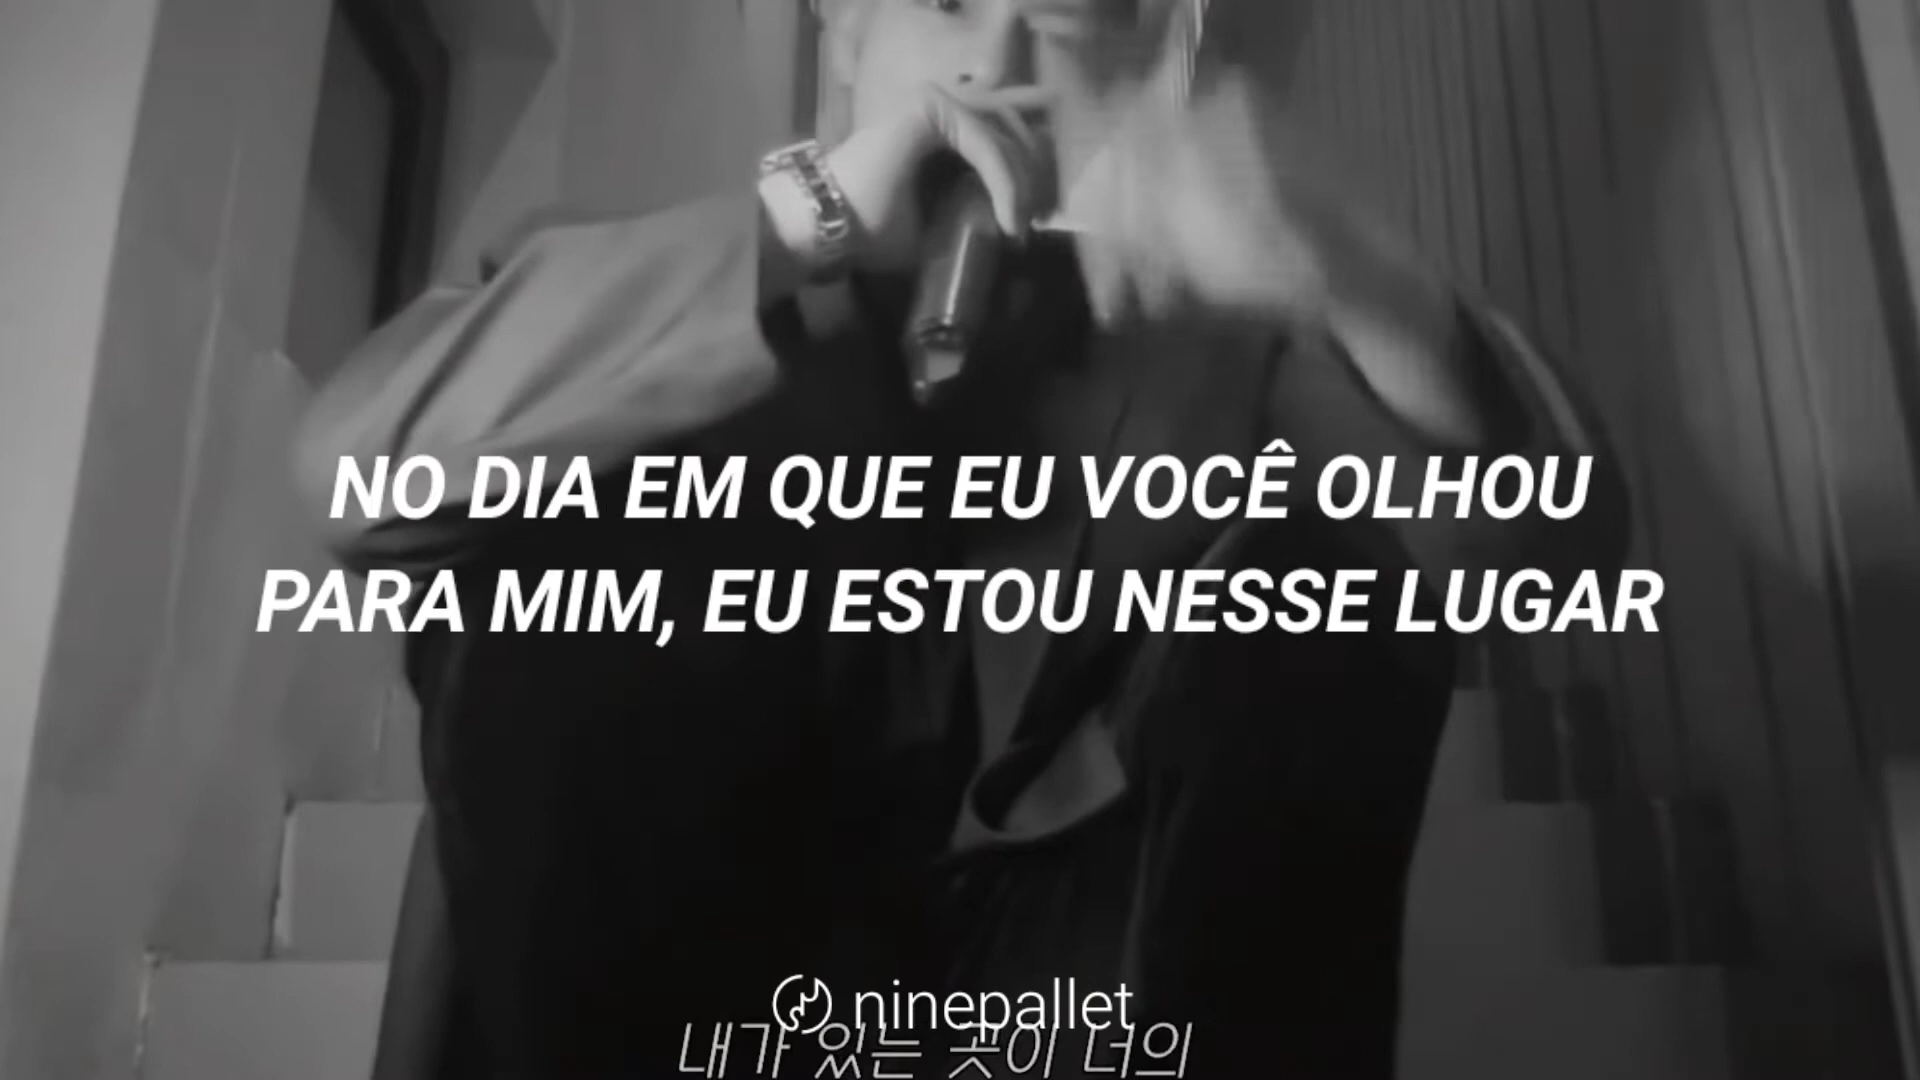 NO DIA EM QUE EU VOCÊ OLHOU
PARA MIM, EU ESTOU NESSE LUGAR
ninepallet
내가 있는 곳이 너의